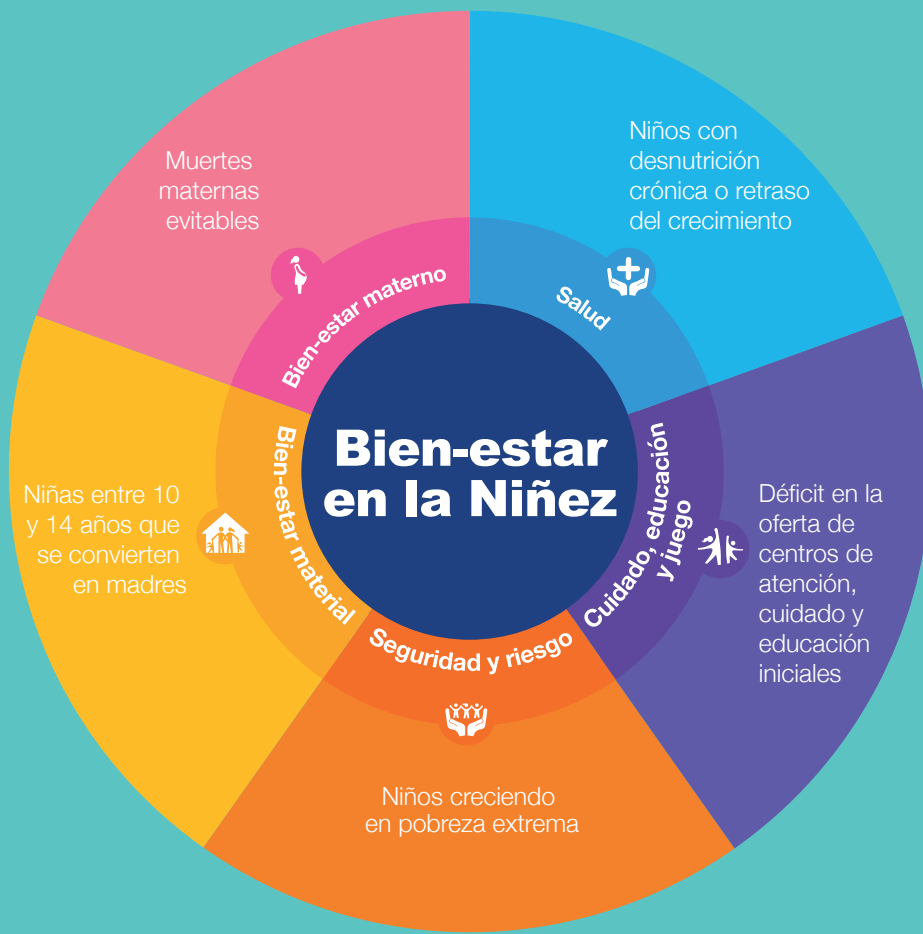 Bien-estar
en la Niñez
Salud
Niños con
desnutrición
crónica o retraso
del crecimiento
Cuidado, educación
y juego
Déficit en la
oferta de
centros de
atención,
cuidado y
educación
iniciales
Seguridad y riesgo
Niños creciendo
en pobreza extrema
Bien-estar material
Niñas entre 10
y 14 años que
se convierten
en madres
Bien-estar materno
Muertes
maternas
evitables